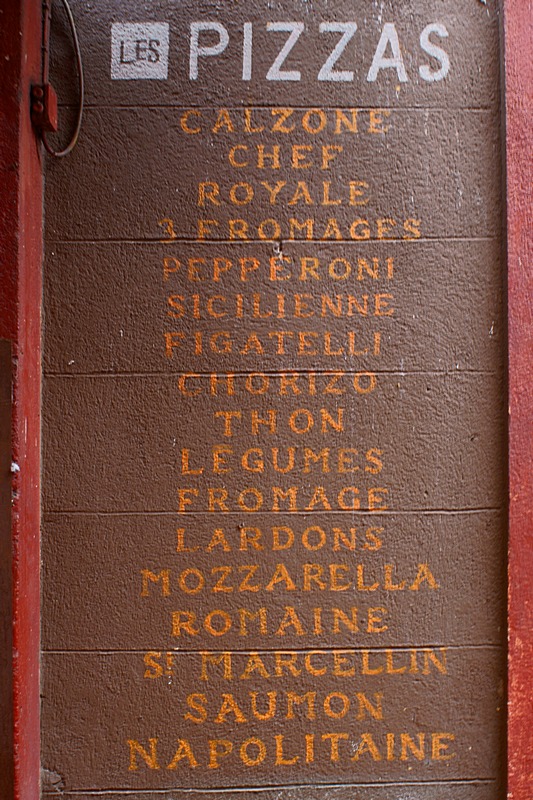 LES PIZZAS
CALZONE
CHEF
ROYALE
3 FROMAGES
PEPPERONI
SICILIENNE
FIGATELLI
CHORIZO
THON
LÉGUMES
FROMAGE
LARDONS
MOZZARELLA
ROMAINE
ST MARCELLIN
SAUMON
NAPOLITAINE